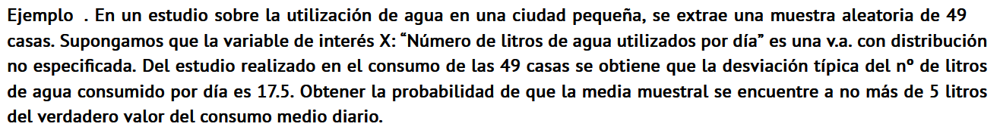 Ejemplo . En un estudio sobre la utilización de agua en una ciudad pequeña, se extrae una muestra aleatoria de 49
casas. Supongamos que la variable de interés X: “Número de litros de agua utilizados por día” es una v.a. con distribución
no especificada. Del estudio realizado en el consumo de las 49 casas se obtiene que la desviación típica del nº de litros
de agua consumido por día es 17.5. Obtener la probabilidad de que la media muestral se encuentre a no más de 5 litros
del verdadero valor del consumo medio diario.